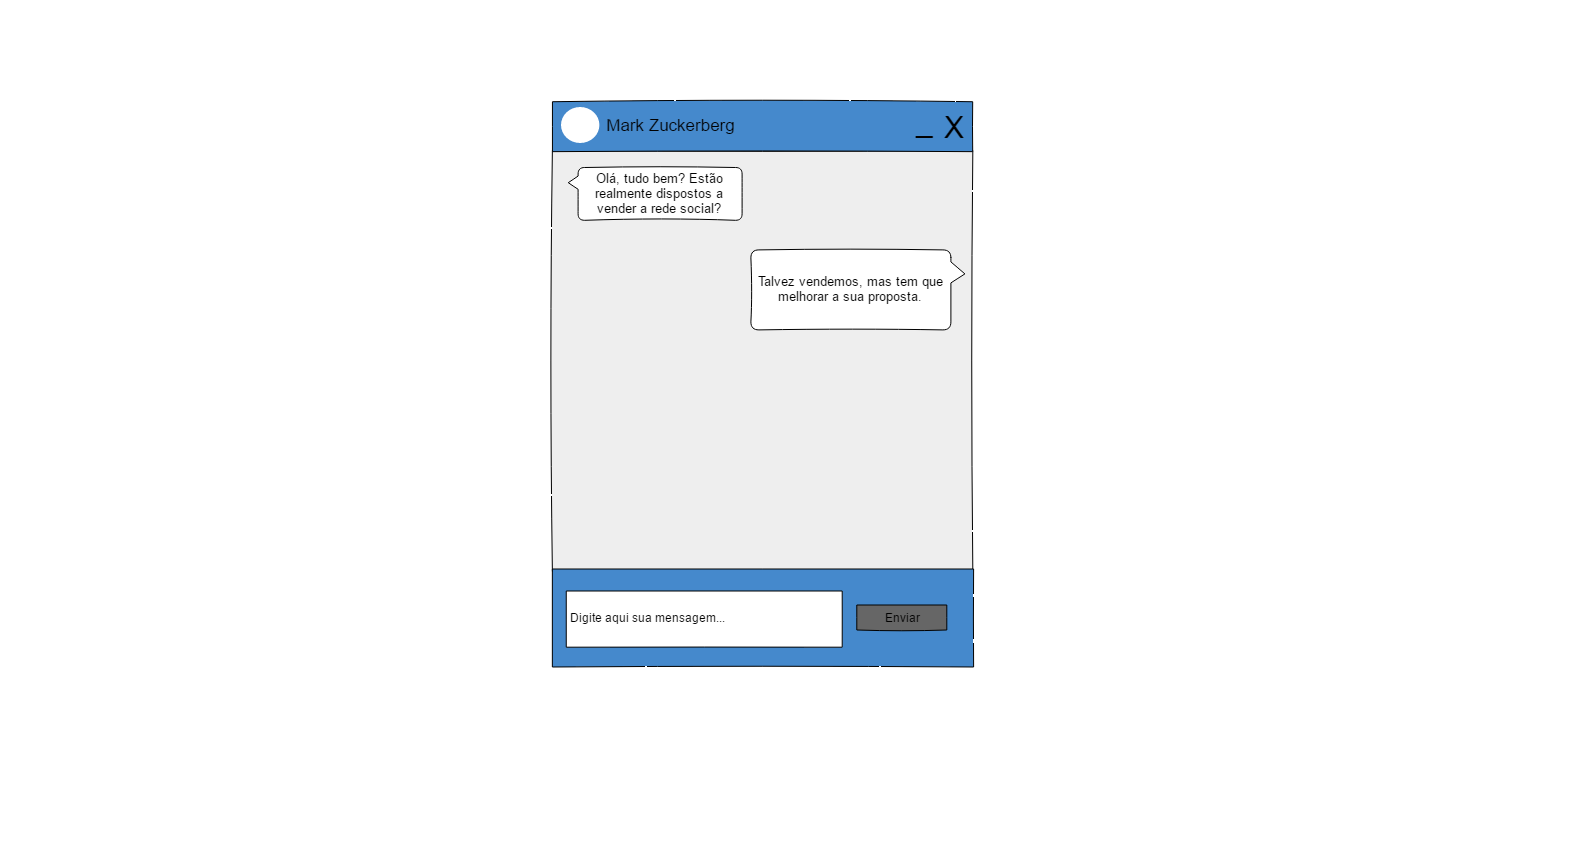 Mark Zuckerberg
_ X
Olá, tudo bem? Estão
realmente dispostos a
vender a rede social?
Talvez vendemos, mas tem que
melhorar a sua proposta.
Digite aqui sua mensagem...
Enviar